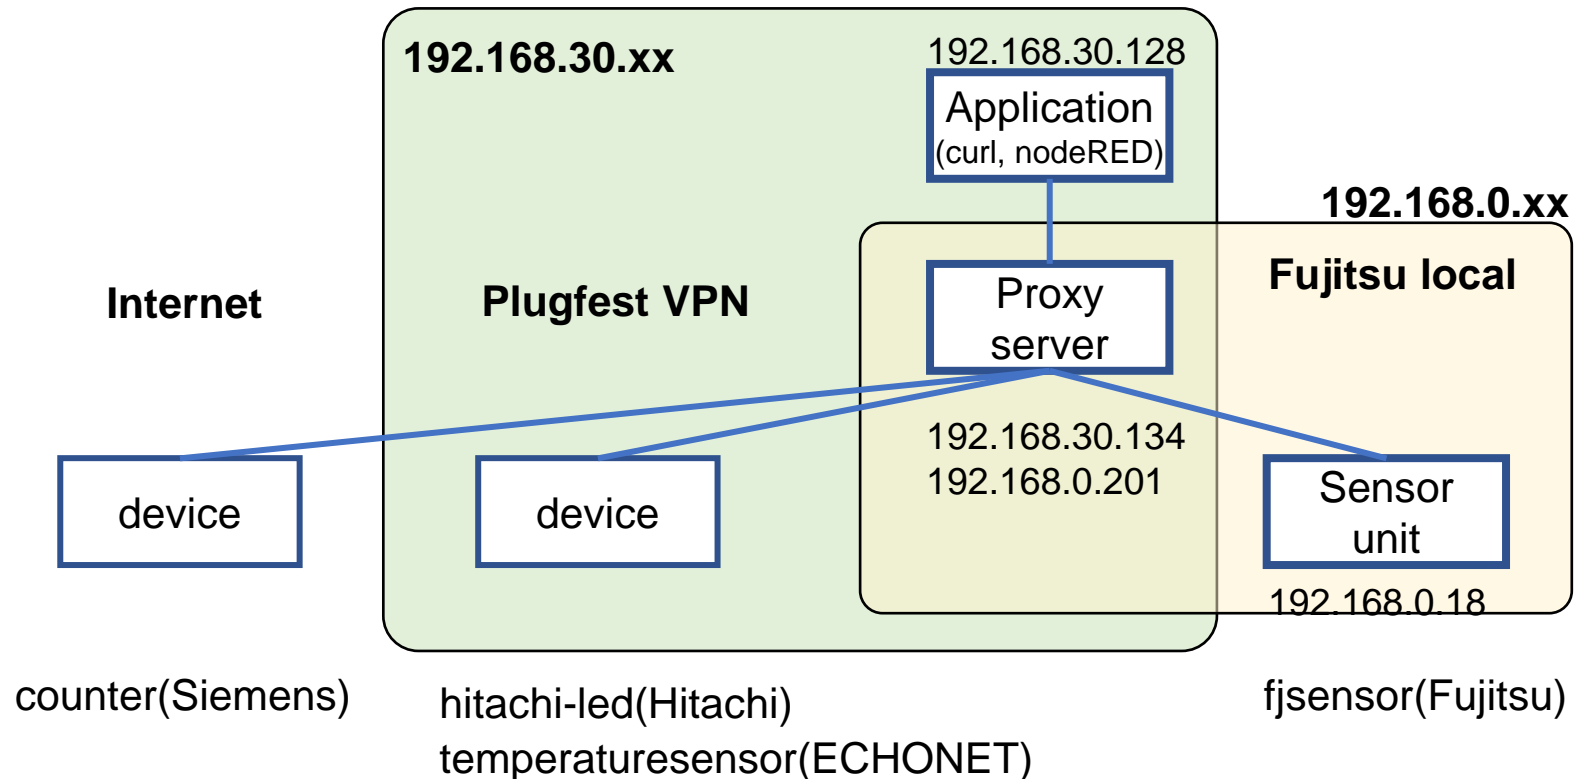 192.168.30.xx
192.168.30.128
Application
(curl, nodeRED)
192.168.0.xx
Internet
Plugfest VPN
Proxy
server
Fujitsu local
192.168.30.134
192.168.0.201
device
device
Sensor
unit
192.168.0.18
counter(Siemens)
hitachi-led(Hitachi)
temperaturesensor(ECHONET)
fjsensor(Fujitsu)